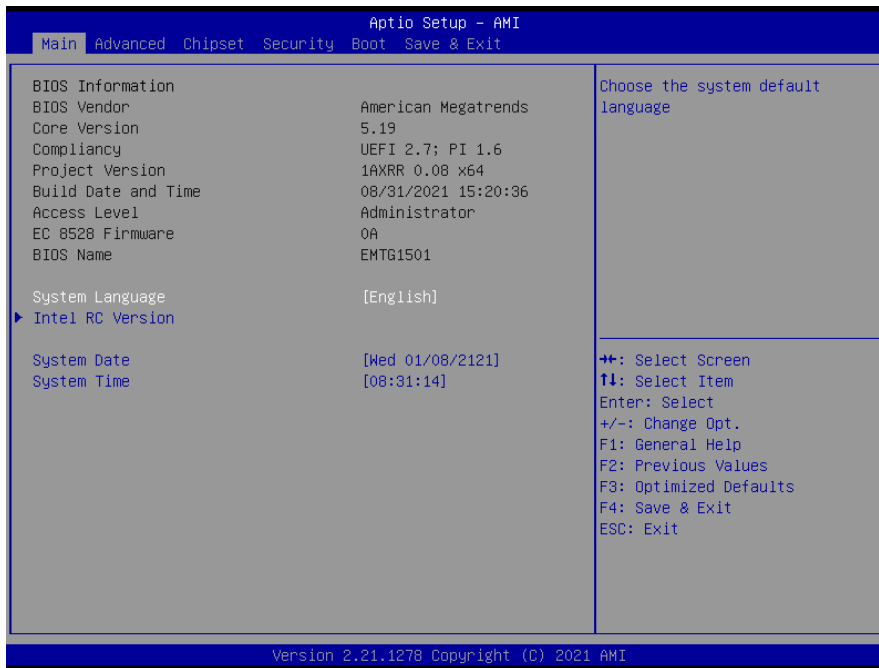 Aptio Setup – AMI
Main Advanced Chipset Security Boot Save & Exit
BIOS Information
BIOS Vendor American Megatrends
Core Version 5.19
Compliancy UEFI 2.7; PI 1.6
Project Version 1AXRR 0.08 x64
Build Date and Time 08/31/2021 15:20:36
Access Level Administrator
EC 8528 Firmware 0A
BIOS Name EMTG1501
System Language [English]
Intel RC Version
System Date [Wed 01/08/2121]
System Time [08:31:14]
Choose the system default
language
→←: Select Screen
↑↓: Select Item
Enter: Select
+/-: Change Opt.
F1: General Help
F2: Previous Values
F3: Optimized Defaults
F4: Save & Exit
ESC: Exit
Version 2.21.1278 Copyright (C) 2021 AMI